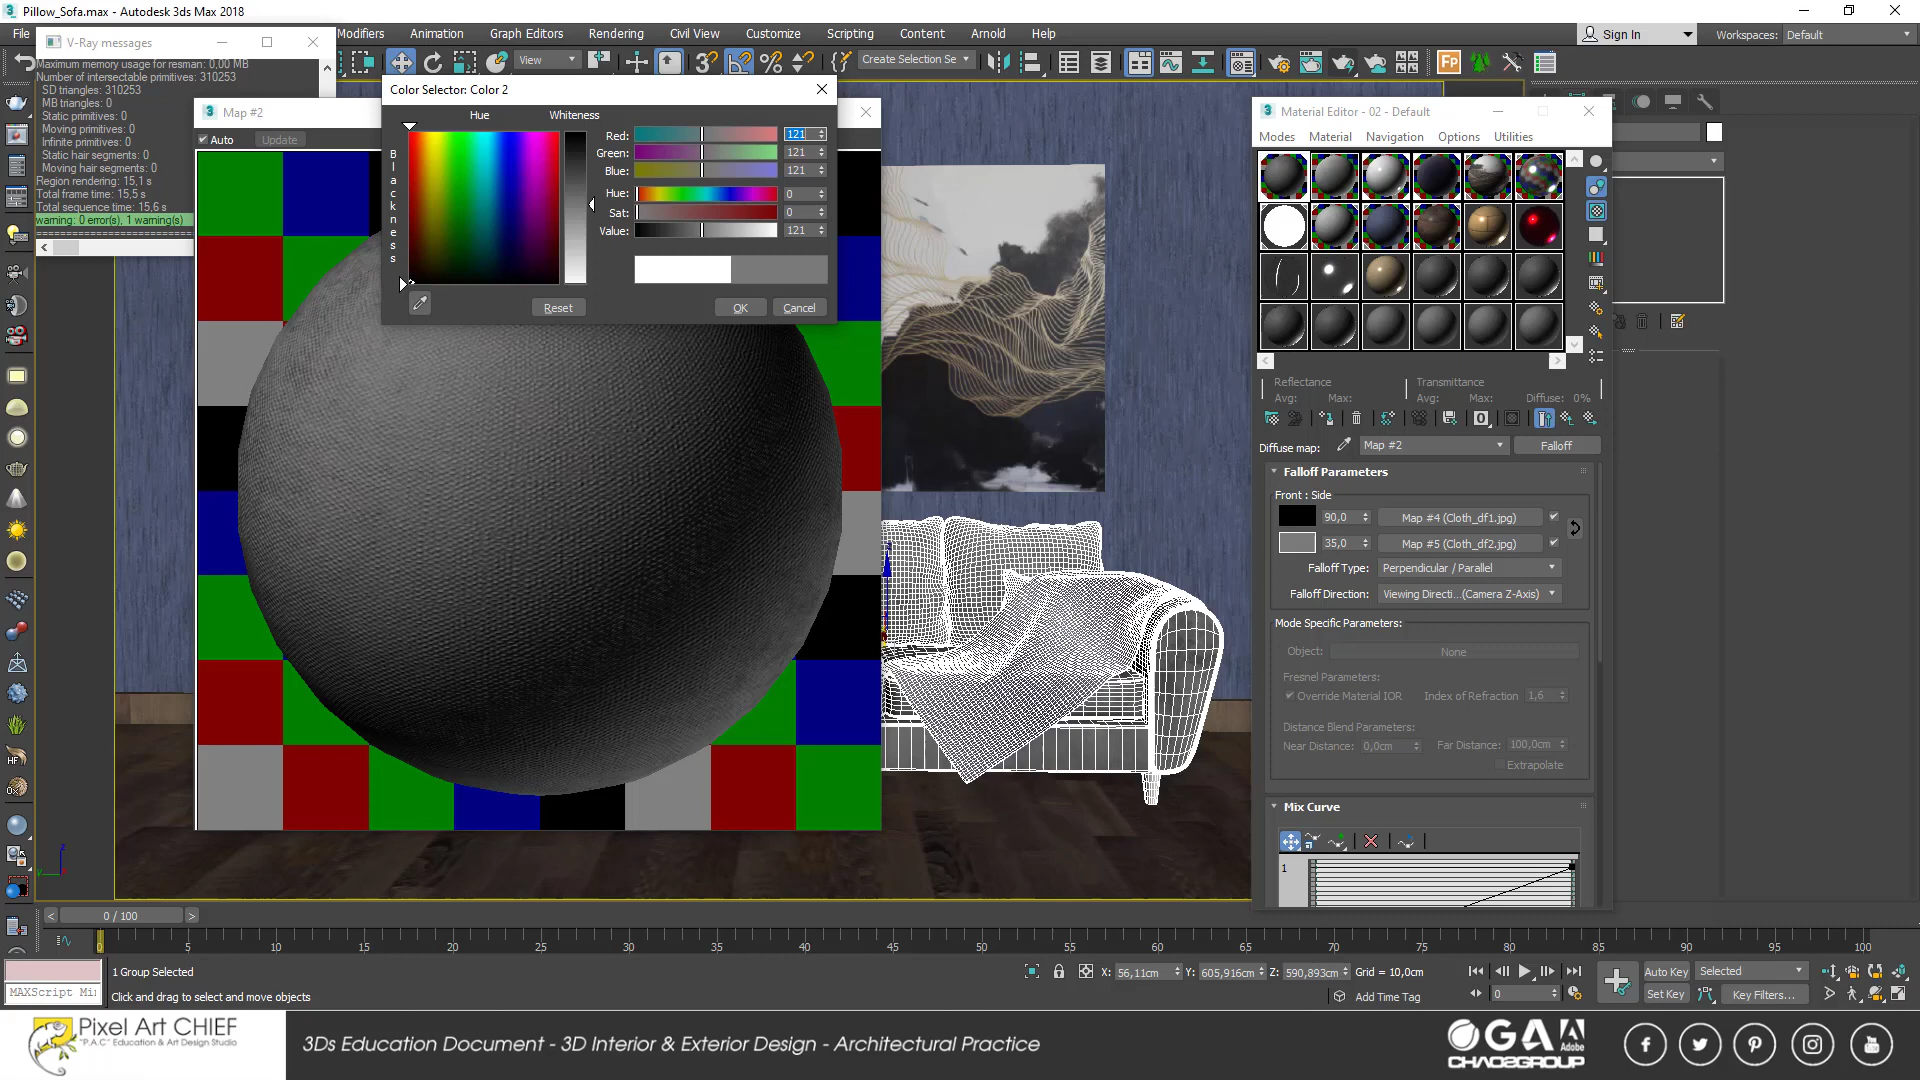 Pillow_Sofa.max - Autodesk 3ds Max 2018
File
Modifiers
Animation
Graph Editors
Rendering
Civil View
Customize
Scripting
Content
Arnold
Help
Sign In
Workspaces: Default
View
Create Selection Se
V-Ray messages
Maximum memory usage for resman: 0,00 MB
Number of intersectable primitives: 310253
SD triangles: 310253
MB triangles: 0
Static primitives: 0
Moving primitives: 0
Infinite primitives: 0
Static hair segments: 0
Moving hair segments: 0
Region rendering: 15,1 s
Total frame time: 15,5 s
Total sequence time: 15,6 s
warning: 0 error(s), 1 warning(s)
Map #2
Auto
Update
Color Selector: Color 2
Hue
Whiteness
Blackness
Red: 121
Green: 121
Blue: 121
Hue: 0
Sat: 0
Value: 121
Reset
OK
Cancel
Material Editor - 02 - Default
Modes
Material
Navigation
Options
Utilities
Reflectance
Avg: Max:
Transmittance
Avg: Max:
Diffuse: 0%
Diffuse map:
Map #2
Falloff
Falloff Parameters
Front : Side
90,0
Map #4 (Cloth_df1.jpg)
35,0
Map #5 (Cloth_df2.jpg)
Falloff Type: Perpendicular / Parallel
Falloff Direction: Viewing Directi...(Camera Z-Axis)
Mode Specific Parameters:
Object: None
Fresnel Parameters:
Override Material IOR
Index of Refraction 1,6
Distance Blend Parameters:
Near Distance: 0,0cm
Far Distance: 100,0cm
Extrapolate
Mix Curve
1
0 / 100
0 5 10 15 20 25 30 35 40 45 50 55 60 65 70 75 80 85 90 95 100
1 Group Selected
Click and drag to select and move objects
MAXScript Mi
X: 56,11cm
Y: 605,916cm
Z: 590,893cm
Grid = 10,0cm
Add Time Tag
0
Auto Key
Selected
Set Key
Key Filters...
Pixel Art CHIEF
"P.A.C" Education & Art Design Studio
3Ds Education Document - 3D Interior & Exterior Design - Architectural Practice
Adobe
CHAOSGROUP